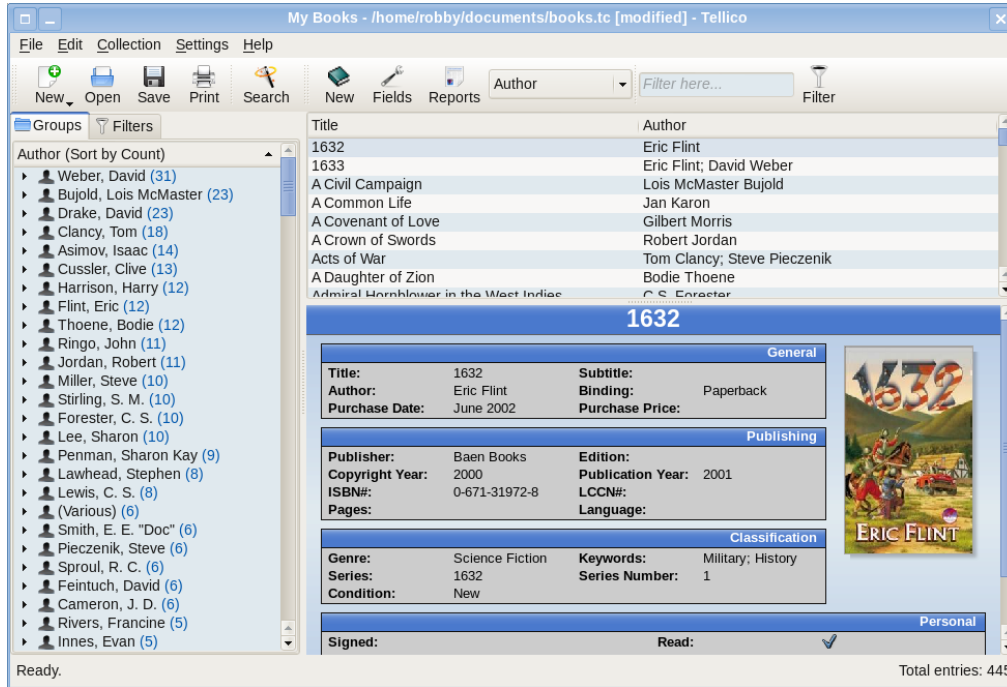 My Books - /home/robby/documents/books.tc [modified] - Tellico
File Edit Collection Settings Help
New Open Save Print Search New Fields Reports Author Filter here... Filter
Groups Filters
Author (Sort by Count)
Weber, David (31)
Bujold, Lois McMaster (23)
Drake, David (23)
Clancy, Tom (18)
Asimov, Isaac (14)
Cussler, Clive (13)
Harrison, Harry (12)
Flint, Eric (12)
Thoene, Bodie (12)
Ringo, John (11)
Jordan, Robert (11)
Miller, Steve (10)
Stirling, S. M. (10)
Forester, C. S. (10)
Lee, Sharon (10)
Penman, Sharon Kay (9)
Lawhead, Stephen (8)
Lewis, C. S. (8)
(Various) (6)
Smith, E. E. "Doc" (6)
Pieczenik, Steve (6)
Sproul, R. C. (6)
Feintuch, David (6)
Cameron, J. D. (6)
Rivers, Francine (5)
Innes, Evan (5)
Title Author
1632 Eric Flint
1633 Eric Flint; David Weber
A Civil Campaign Lois McMaster Bujold
A Common Life Jan Karon
A Covenant of Love Gilbert Morris
A Crown of Swords Robert Jordan
Acts of War Tom Clancy; Steve Pieczenik
A Daughter of Zion Bodie Thoene
Admiral Hornblower in the West Indies C.S. Forester
1632
General
Title: 1632 Subtitle:
Author: Eric Flint Binding: Paperback
Purchase Date: June 2002 Purchase Price:
Publishing
Publisher: Baen Books Edition:
Copyright Year: 2000 Publication Year: 2001
ISBN#: 0-671-31972-8 LCCN#:
Pages: Language:
Classification
Genre: Science Fiction Keywords: Military; History
Series: 1632 Series Number: 1
Condition: New
Personal
Signed: Read:
1632
ERIC FLINT
Ready. Total entries: 445